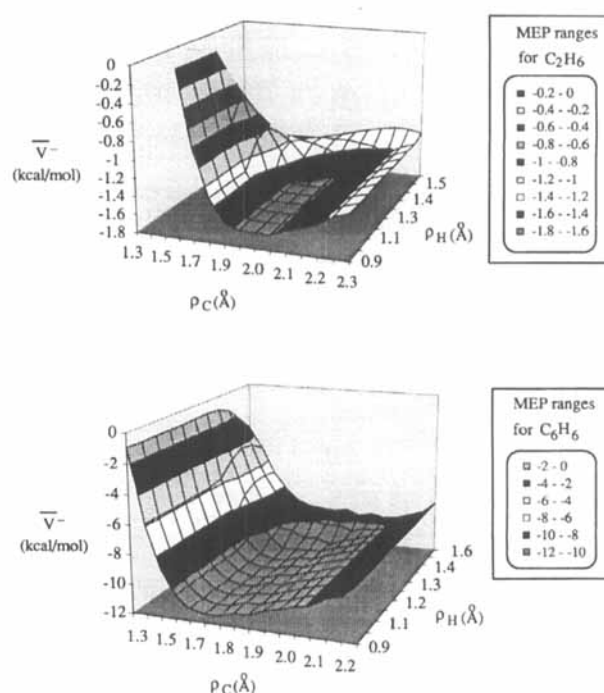 0
-0.2
-0.4
-0.6
-0.8
-1
-1.2
-1.4
-1.6
-1.8
V̅⁻
(kcal/mol)
1.3 1.5 1.7 1.9 2.0 2.1 2.2 2.3
ρC(Å)
0.9
1.1
1.3
1.4
1.5
ρH(Å)
MEP ranges
for C₂H₆
-0.2 - 0
-0.4 - -0.2
-0.6 - -0.4
-0.8 - -0.6
-1 - -0.8
-1.2 - -1
-1.4 - -1.2
-1.6 - -1.4
-1.8 - -1.6
0
-2
-4
-6
-8
-10
-12
V̅⁻
(kcal/mol)
1.3 1.5 1.7 1.8 1.9 2.0 2.1 2.2
ρC(Å)
0.9
1.1
1.2
1.3
1.4
1.6
ρH(Å)
MEP ranges
for C₆H₆
-2 - 0
-4 - -2
-6 - -4
-8 - -6
-10 - -8
-12 - -10